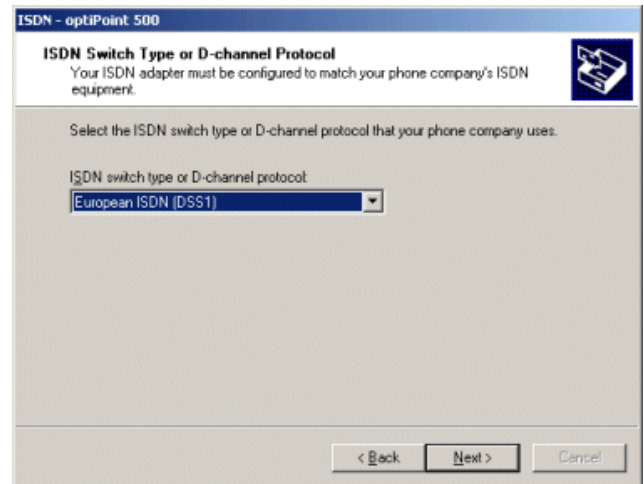 ISDN - optiPoint 500
ISDN Switch Type or D-channel Protocol
Your ISDN adapter must be configured to match your phone company's ISDN
equipment.
Select the ISDN switch type or D-channel protocol that your phone company uses.
ISDN switch type or D-channel protocol:
European ISDN (DSS1)
< Back
Next >
Cancel